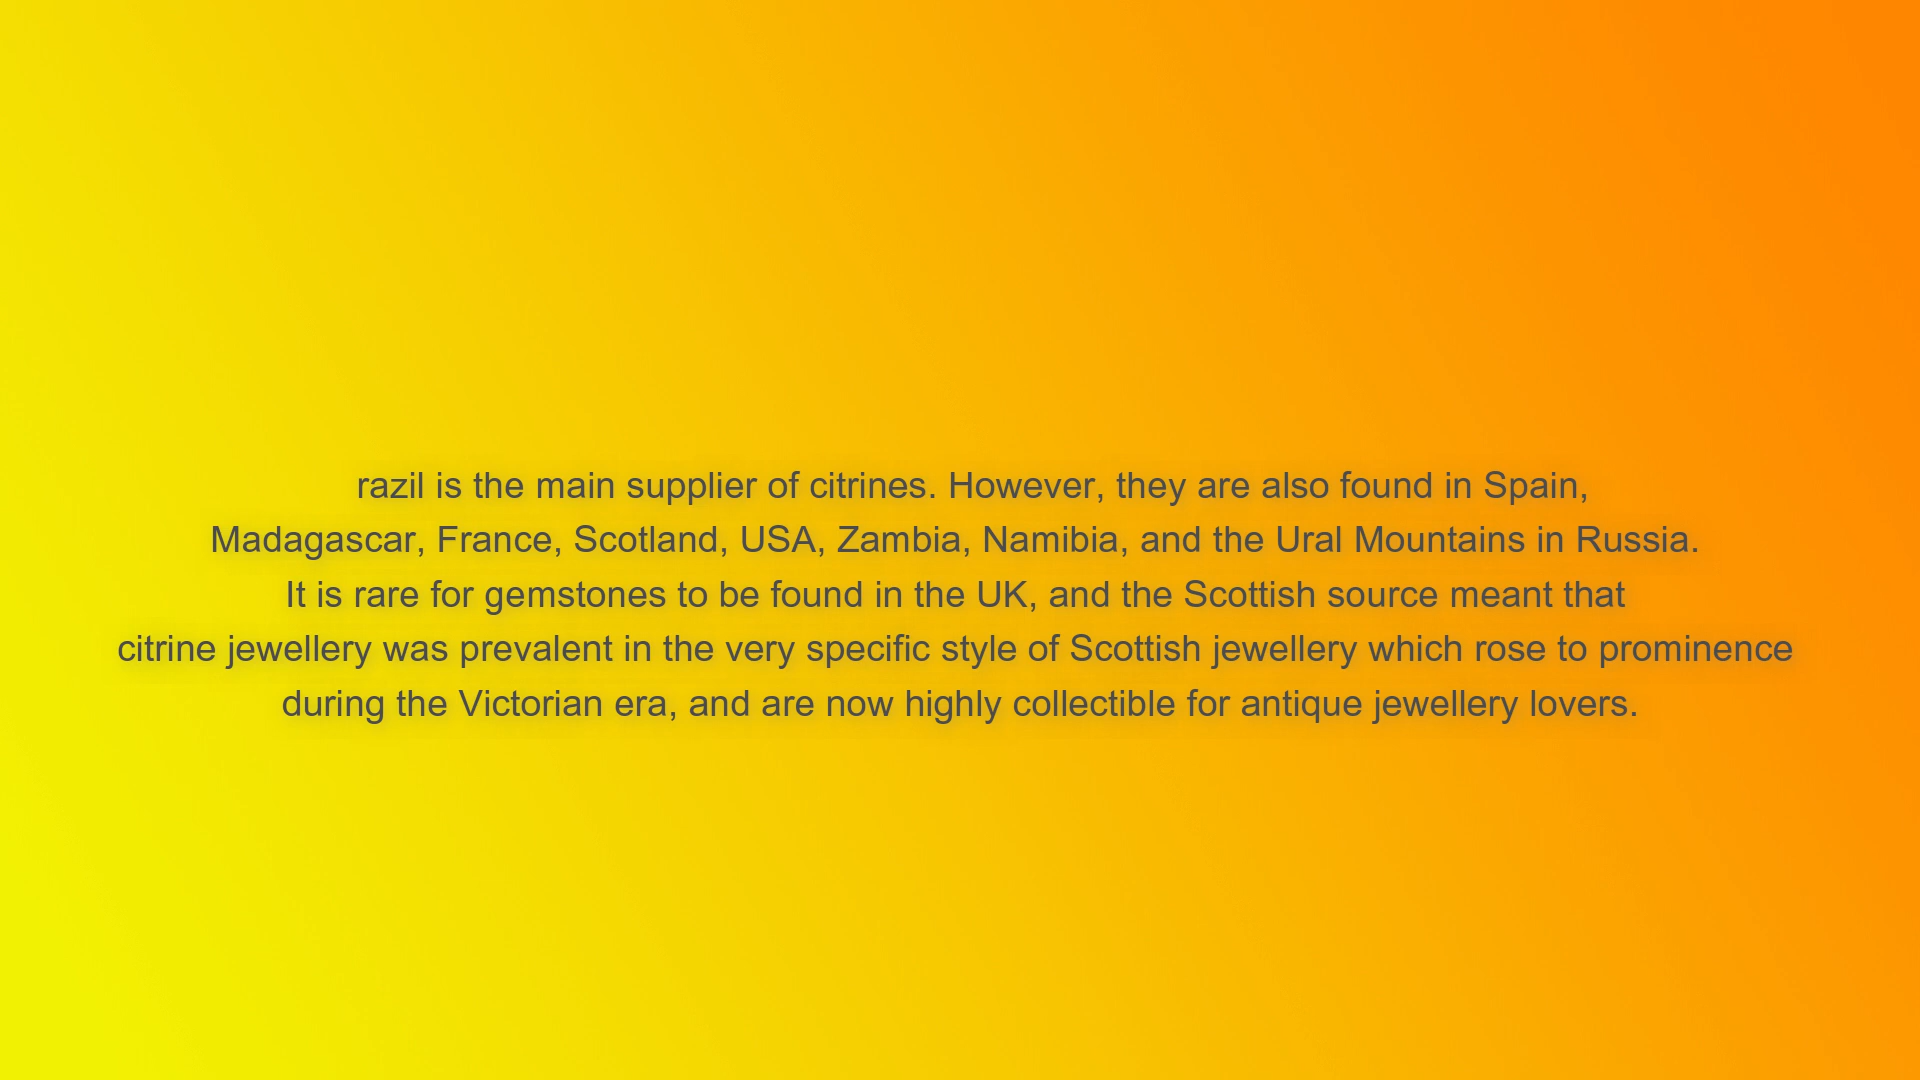 razil is the main supplier of citrines. However, they are also found in Spain,
Madagascar, France, Scotland, USA, Zambia, Namibia, and the Ural Mountains in Russia.
It is rare for gemstones to be found in the UK, and the Scottish source meant that
citrine jewellery was prevalent in the very specific style of Scottish jewellery which rose to prominence
during the Victorian era, and are now highly collectible for antique jewellery lovers.